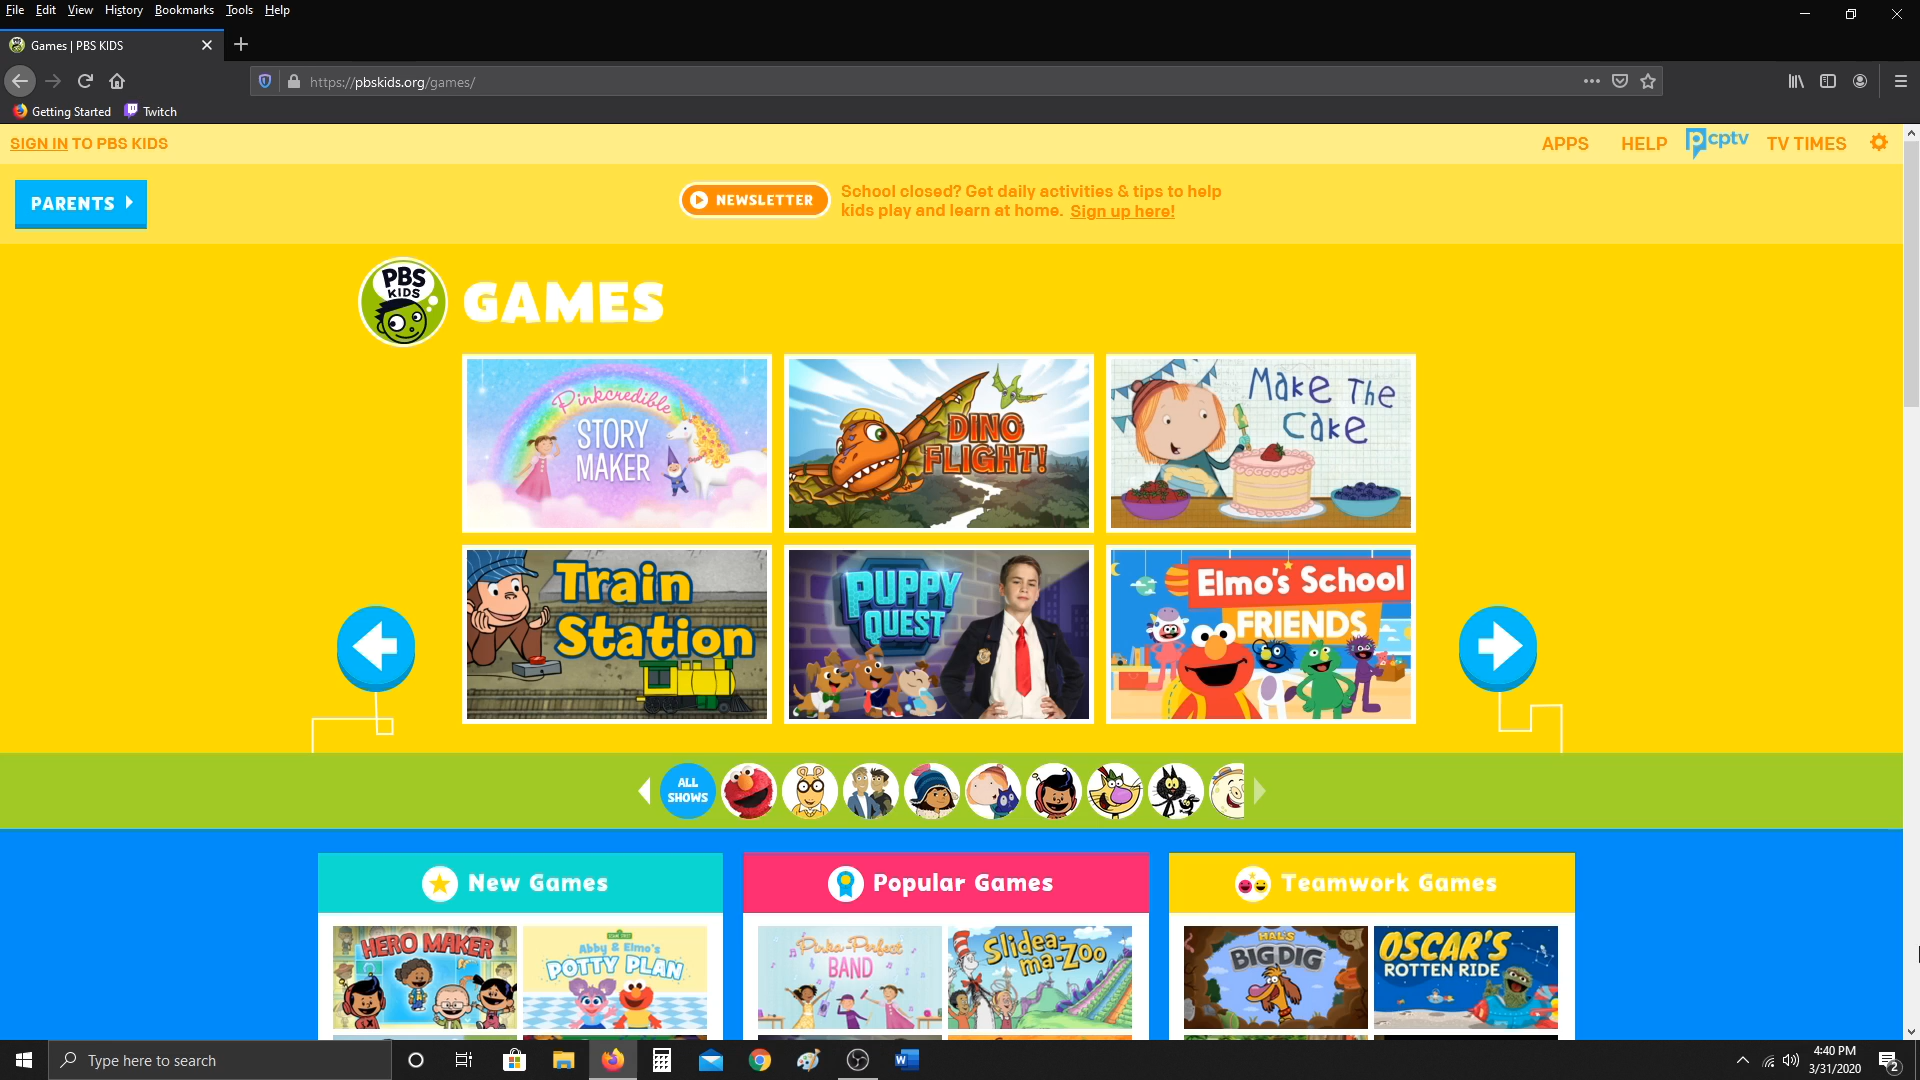 File Edit View History Bookmarks Tools Help
Games | PBS KIDS
https://pbskids.org/games/
Getting Started Twitch
SIGN IN TO PBS KIDS
APPS HELP cptv TV TIMES
PARENTS
NEWSLETTER
School closed? Get daily activities & tips to help
kids play and learn at home. Sign up here!
PBS
KIDS
GAMES
Pinkcredible
STORY
MAKER
DINO
FLIGHT!
Make The
Cake
Train
Station
PUPPY
QUEST
Elmo's School
FRIENDS
ALL
SHOWS
New Games
Popular Games
Teamwork Games
HERO MAKER
Abby & Elmo's
POTTY PLAN
Pinka-Perfect
BAND
Slidea-
ma-Zoo
HAL'S
BIG DIG
OSCAR'S
ROTTEN RIDE
Type here to search
4:40 PM
3/31/2020
2